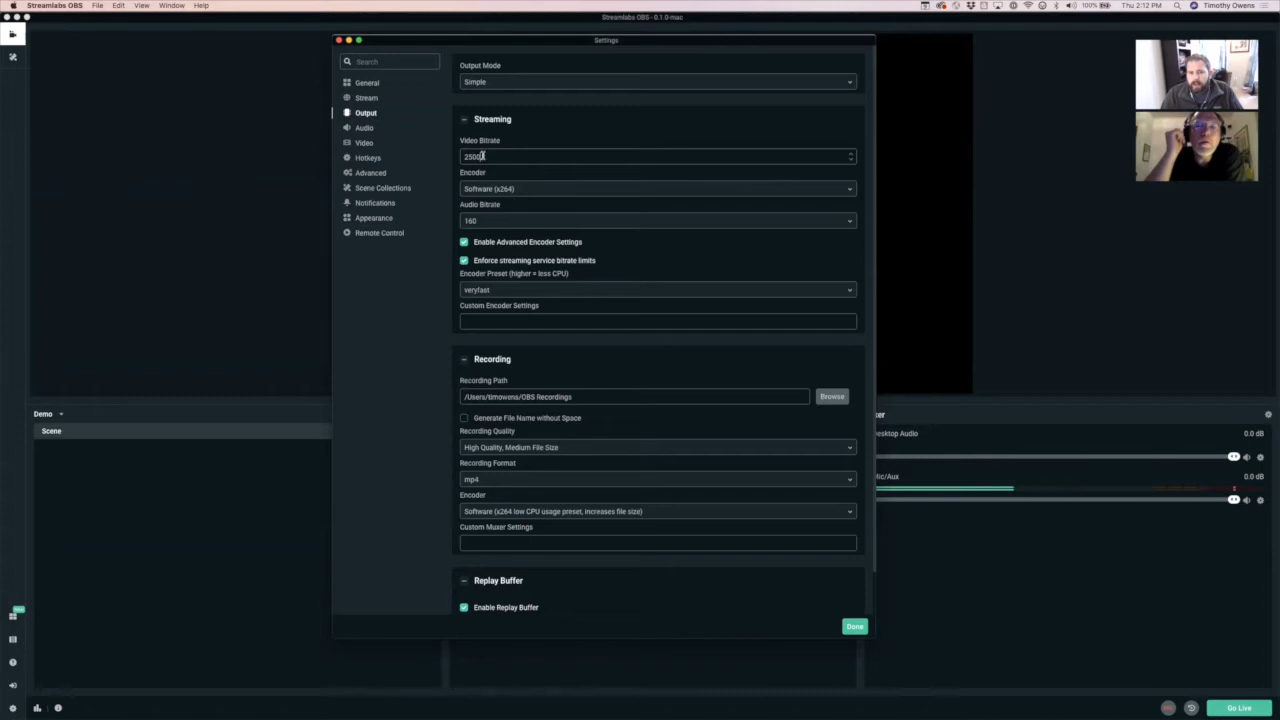 Streamlabs OBS File Edit View Window Help
100% Thu 2:12 PM Timothy Owens
Streamlabs OBS - 0.1.0-mac
Settings
Search
General
Stream
Output
Audio
Video
Hotkeys
Advanced
Scene Collections
Notifications
Appearance
Remote Control
Output Mode
Simple
Streaming
Video Bitrate
2500
Encoder
Software (x264)
Audio Bitrate
160
Enable Advanced Encoder Settings
Enforce streaming service bitrate limits
Encoder Preset (higher = less CPU)
veryfast
Custom Encoder Settings
Recording
Recording Path
/Users/timowens/OBS Recordings
Browse
Generate File Name without Space
Recording Quality
High Quality, Medium File Size
Recording Format
mp4
Encoder
Software (x264 low CPU usage preset, increases file size)
Custom Muxer Settings
Replay Buffer
Enable Replay Buffer
Done
Demo
Scene
xer
esktop Audio 0.0 dB
Mic/Aux 0.0 dB
REC
Go Live